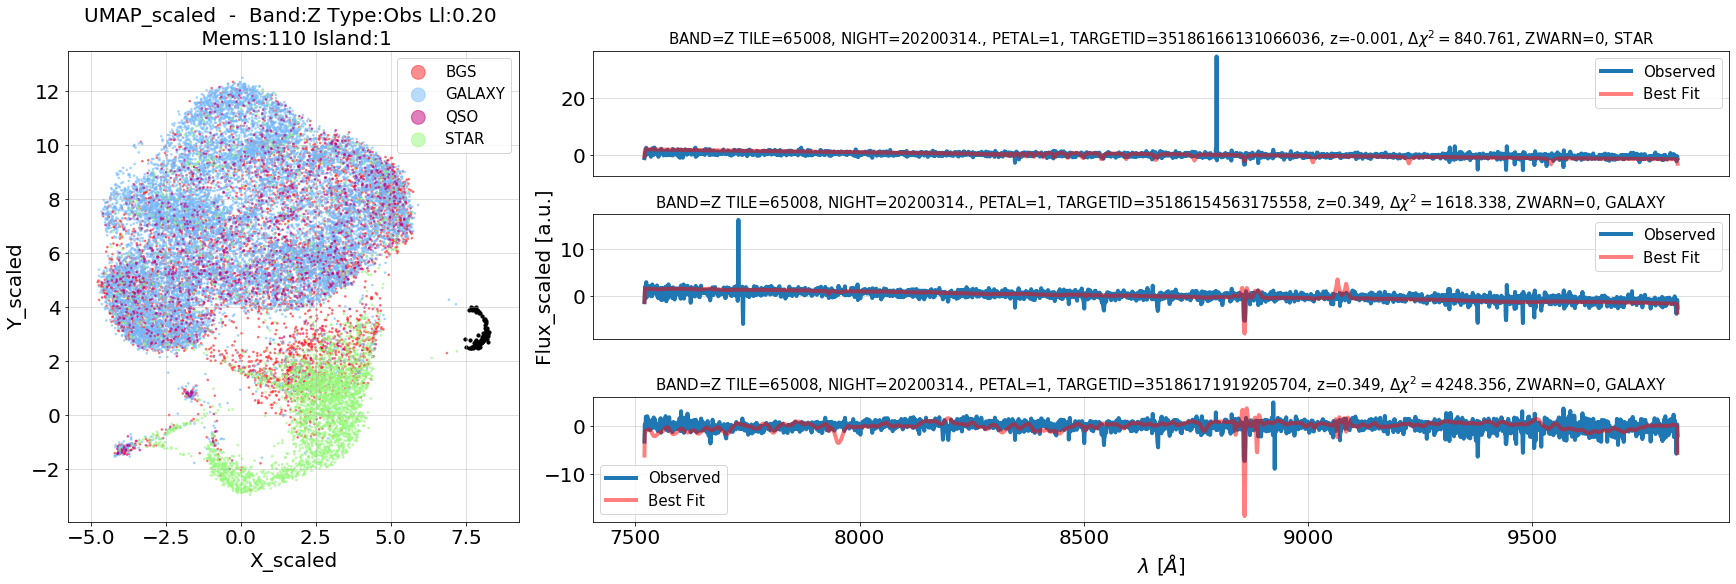 UMAP_scaled - Band:Z Type:Obs Ll:0.20
Mems:110 Island:1
BGS
GALAXY
QSO
STAR
12
10
8
6
4
2
0
−2
Y_scaled
−5.0 −2.5 0.0 2.5 5.0 7.5
X_scaled
BAND=Z TILE=65008, NIGHT=20200314., PETAL=1, TARGETID=35186166131066036, z=-0.001, Δχ² = 840.761, ZWARN=0, STAR
Observed
Best Fit
20
0
BAND=Z TILE=65008, NIGHT=20200314., PETAL=1, TARGETID=35186154563175558, z=0.349, Δχ² = 1618.338, ZWARN=0, GALAXY
Observed
Best Fit
10
0
Flux_scaled [a.u.]
BAND=Z TILE=65008, NIGHT=20200314., PETAL=1, TARGETID=35186171919205704, z=0.349, Δχ² = 4248.356, ZWARN=0, GALAXY
Observed
Best Fit
0
−10
7500 8000 8500 9000 9500
λ [Å]